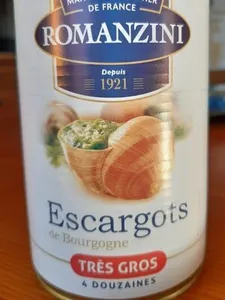 DE FRANCE
ROMANZINI
Depuis
1921
Escargots
de Bourgogne
TRÈS GROS
4 DOUZAINES